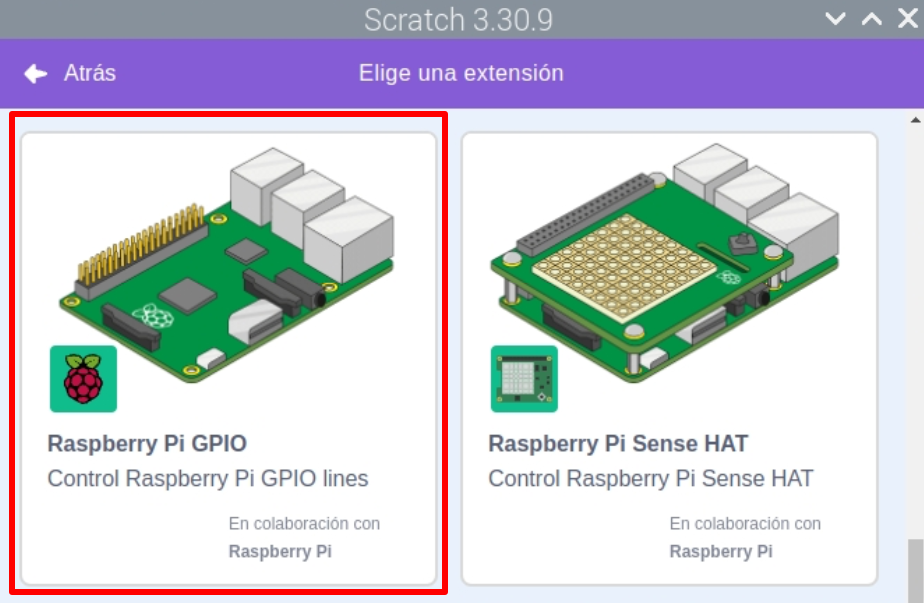 Scratch 3.30.9
Atrás
Elige una extensión
Raspberry Pi GPIO
Control Raspberry Pi GPIO lines
En colaboración con
Raspberry Pi
Raspberry Pi Sense HAT
Control Raspberry Pi Sense HAT
En colaboración con
Raspberry Pi